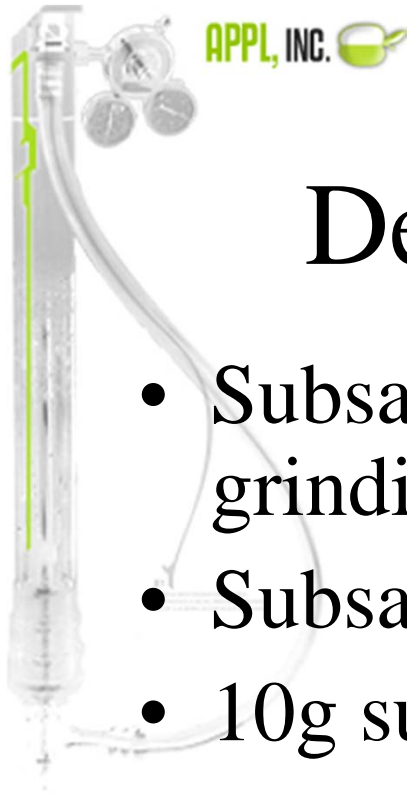 APPL, INC.
De
• Subsa
grindi
• Subsa
• 10g su